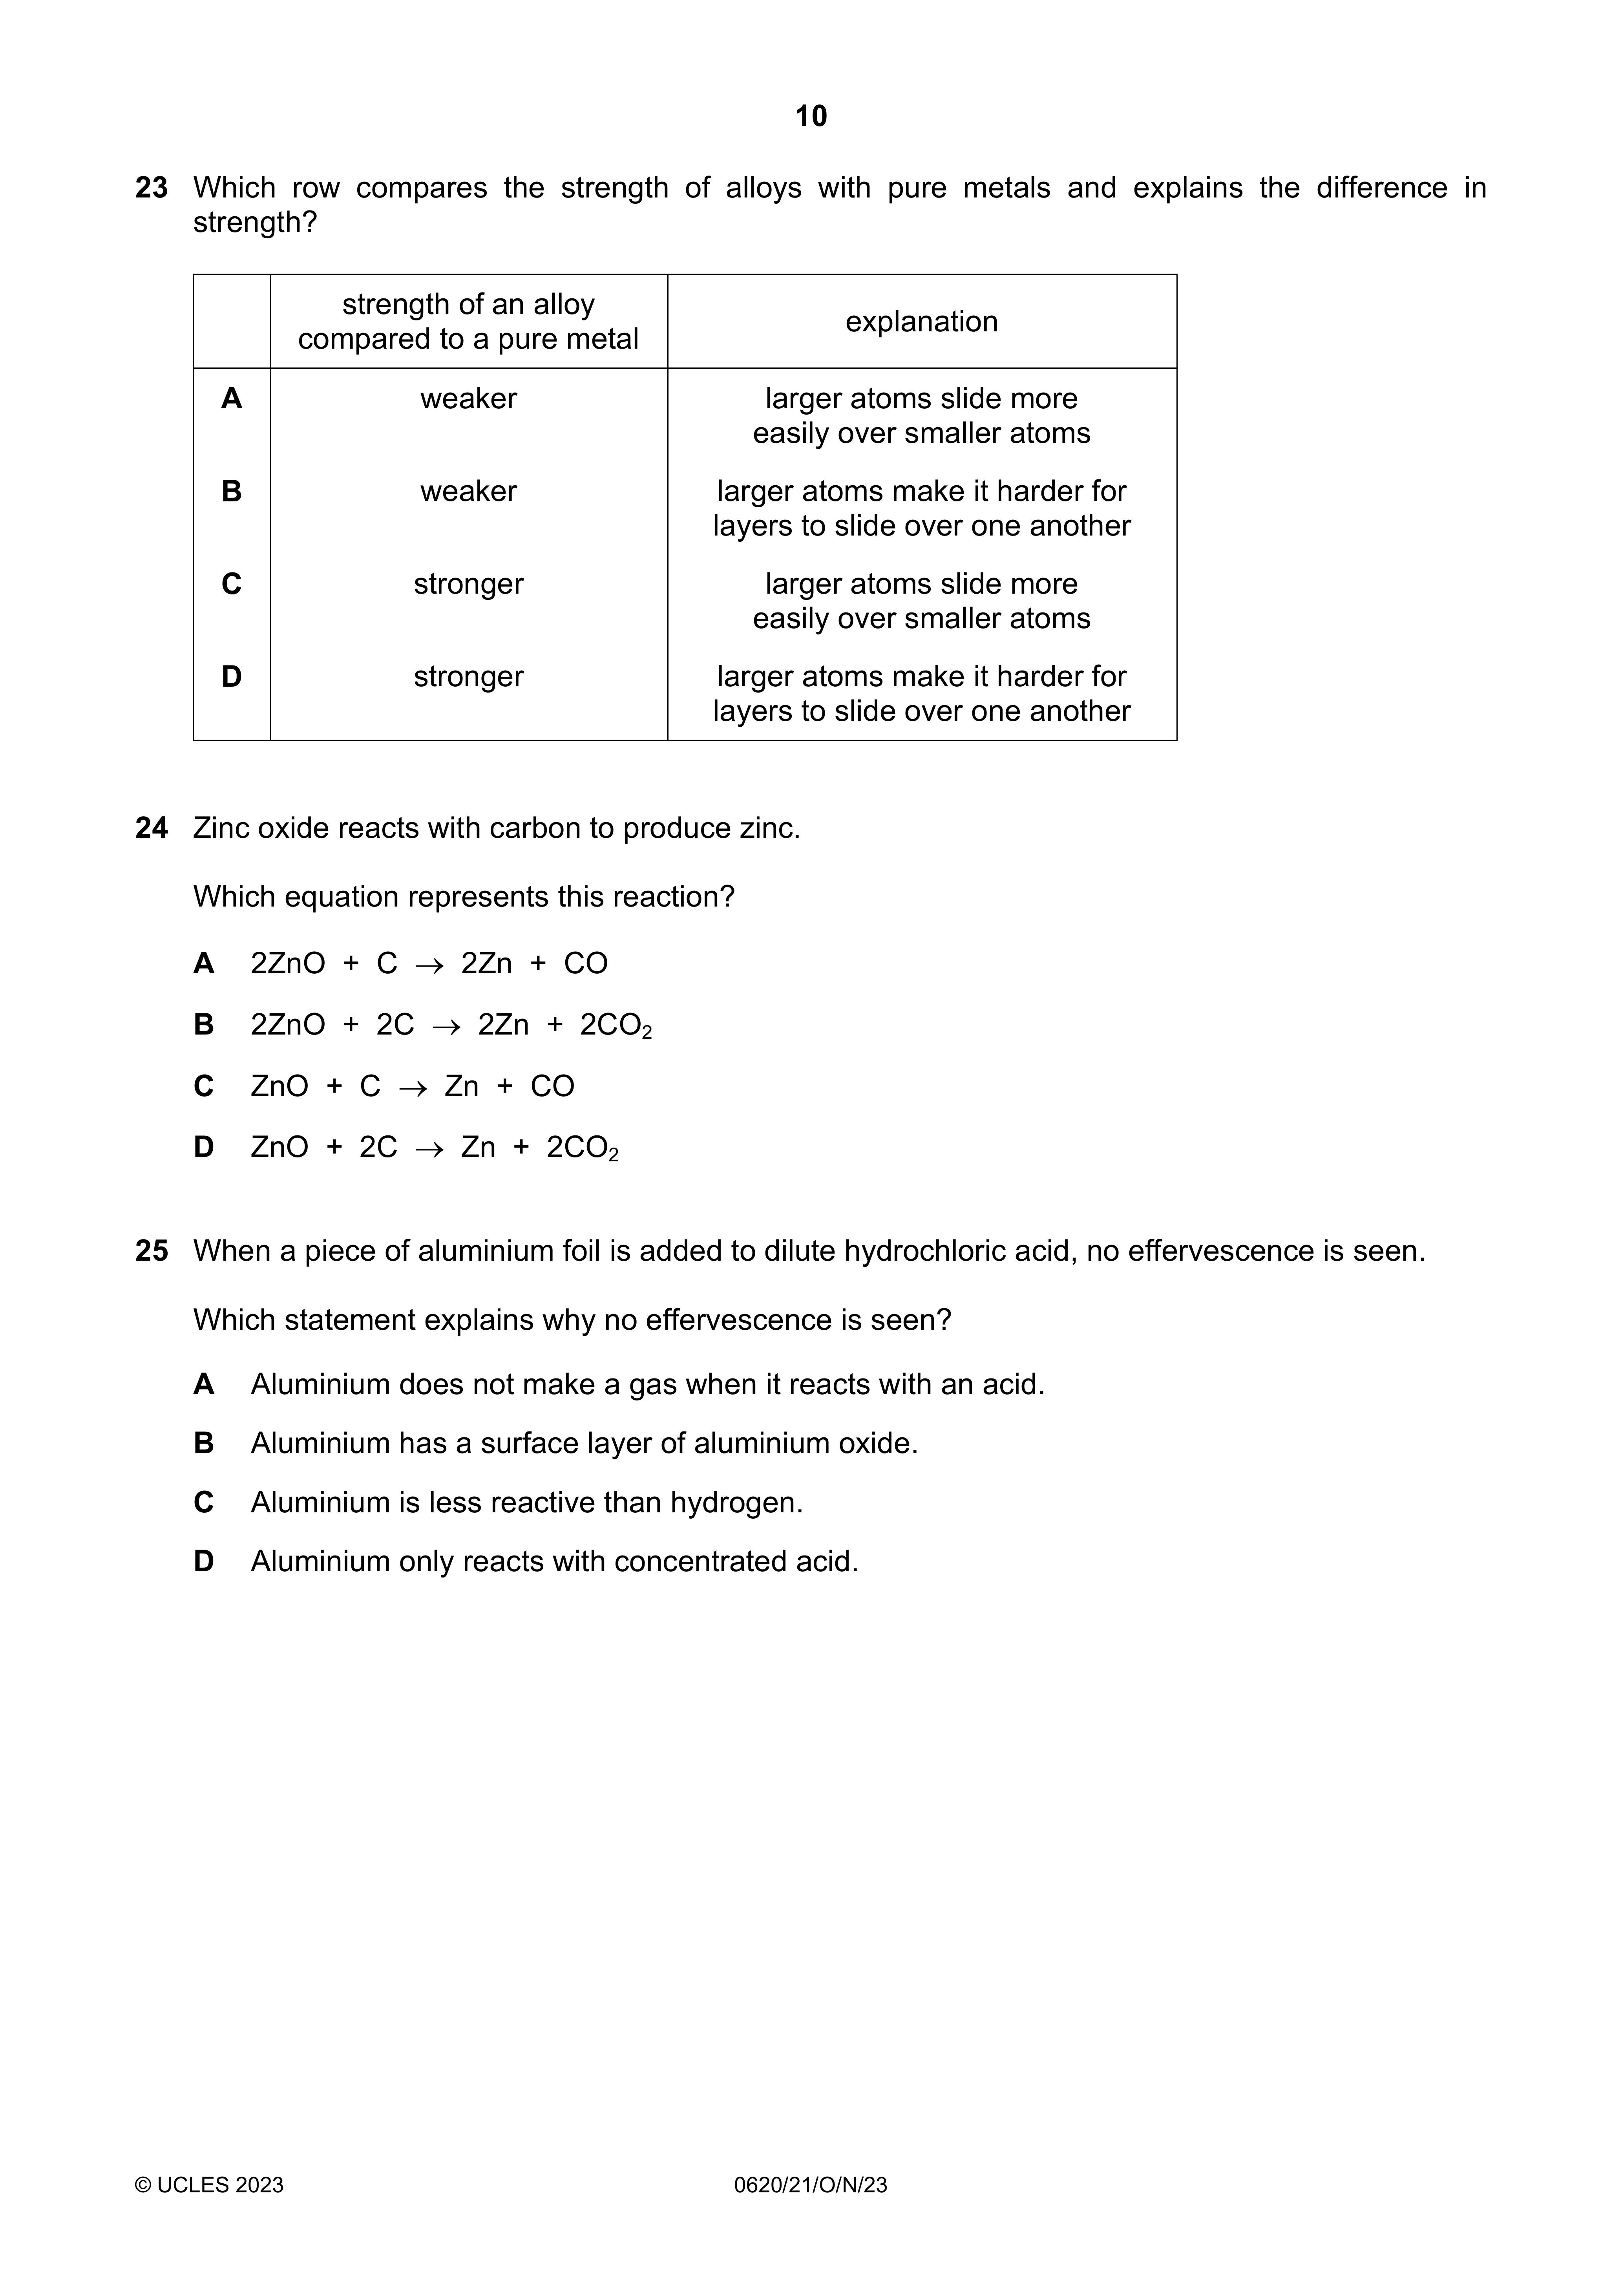 10
23 Which row compares the strength of alloys with pure metals and explains the difference in
strength?
strength of an alloy
compared to a pure metal
explanation
A weaker larger atoms slide more
easily over smaller atoms
B weaker larger atoms make it harder for
layers to slide over one another
C stronger larger atoms slide more
easily over smaller atoms
D stronger larger atoms make it harder for
layers to slide over one another
24 Zinc oxide reacts with carbon to produce zinc.
Which equation represents this reaction?
A 2ZnO + C → 2Zn + CO
B 2ZnO + 2C → 2Zn + 2CO₂
C ZnO + C → Zn + CO
D ZnO + 2C → Zn + 2CO₂
25 When a piece of aluminium foil is added to dilute hydrochloric acid, no effervescence is seen.
Which statement explains why no effervescence is seen?
A Aluminium does not make a gas when it reacts with an acid.
B Aluminium has a surface layer of aluminium oxide.
C Aluminium is less reactive than hydrogen.
D Aluminium only reacts with concentrated acid.
© UCLES 2023 0620/21/O/N/23